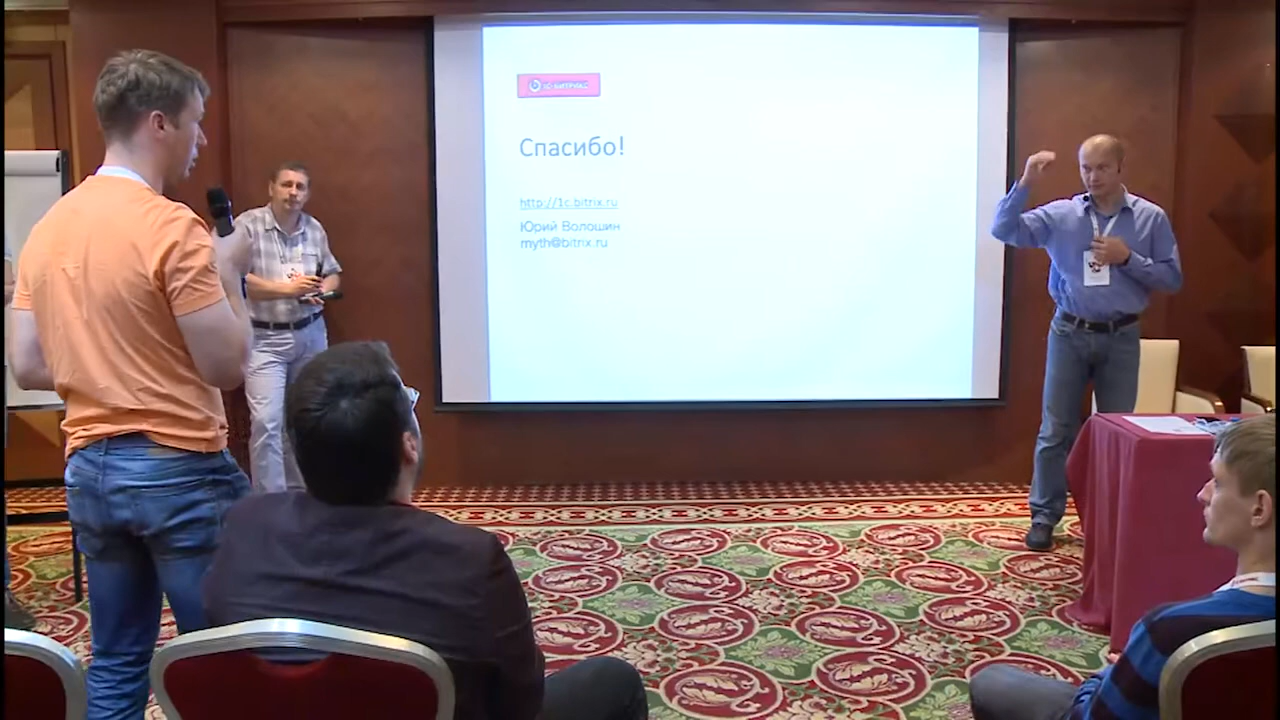 1С-БИТРИКС
Спасибо!
http://1c.bitrix.ru
Юрий Волошин
myth@bitrix.ru